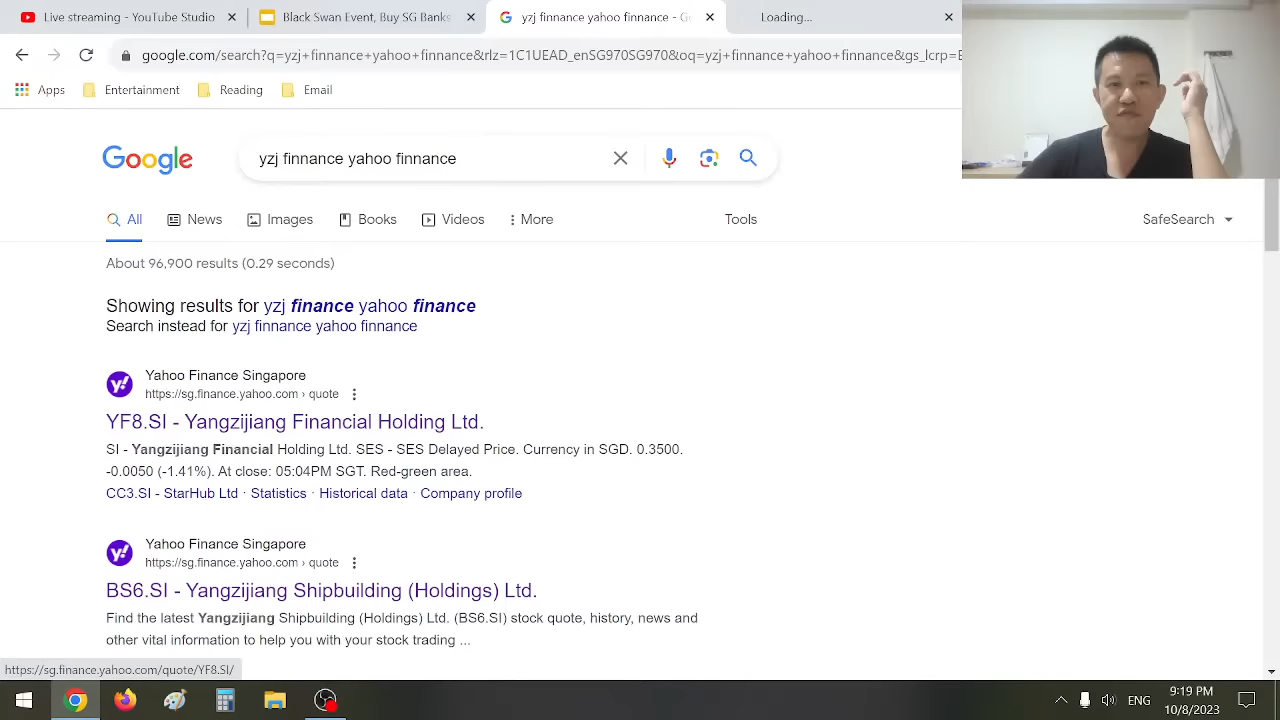 Live streaming - YouTube Studio
Black Swan Event, Buy SG Banks
yzj finnance yahoo finnance - Go
Loading...
google.com/search?q=yzj+finnance+yahoo+finnance&rlz=1C1UEAD_enSG970SG970&oq=yzj+finnance+yahoo+finnance&gs_lcrp=E
Apps
Entertainment
Reading
Email
Google
yzj finnance yahoo finnance
All
News
Images
Books
Videos
More
Tools
SafeSearch
About 96,900 results (0.29 seconds)
Showing results for yzj finance yahoo finance
Search instead for yzj finnance yahoo finnance
y!
Yahoo Finance Singapore
https://sg.finance.yahoo.com › quote
YF8.SI - Yangzijiang Financial Holding Ltd.
SI - Yangzijiang Financial Holding Ltd. SES - SES Delayed Price. Currency in SGD. 0.3500.
-0.0050 (-1.41%). At close: 05:04PM SGT. Red-green area.
CC3.SI - StarHub Ltd · Statistics · Historical data · Company profile
y!
Yahoo Finance Singapore
https://sg.finance.yahoo.com › quote
BS6.SI - Yangzijiang Shipbuilding (Holdings) Ltd.
Find the latest Yangzijiang Shipbuilding (Holdings) Ltd. (BS6.SI) stock quote, history, news and
other vital information to help you with your stock trading ...
https://sg.finance.yahoo.com/quote/YF8.SI/
ENG
9:19 PM
10/8/2023